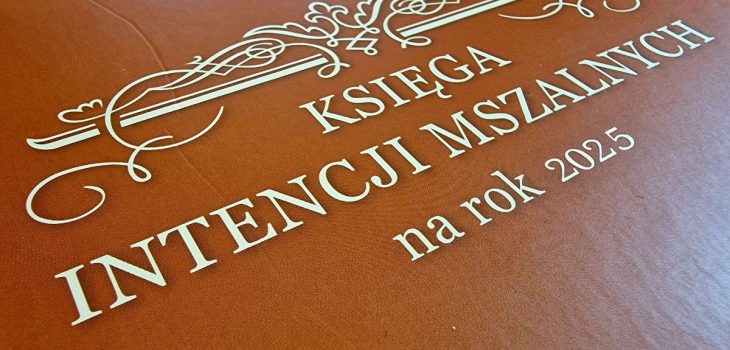 KSIĘGA
INTENCJI MSZALNYCH
na rok 2025